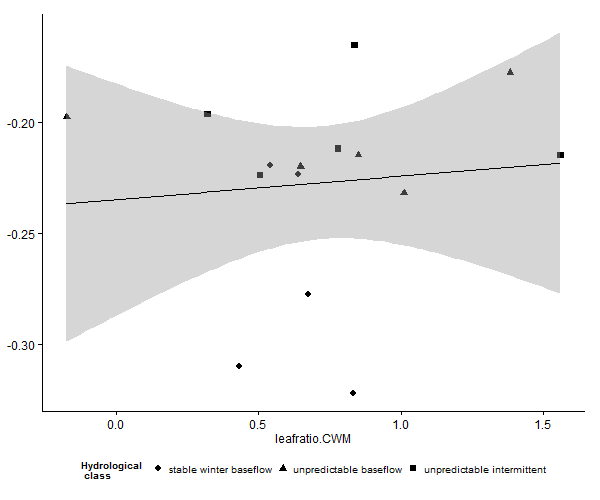 -0.20
-0.25
-0.30
0.0 0.5 1.0 1.5
leafratio.CWM
Hydrological
class
stable winter baseflow unpredictable baseflow unpredictable intermittent